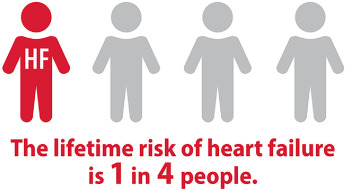 HF
The lifetime risk of heart failure
is 1 in 4 people.